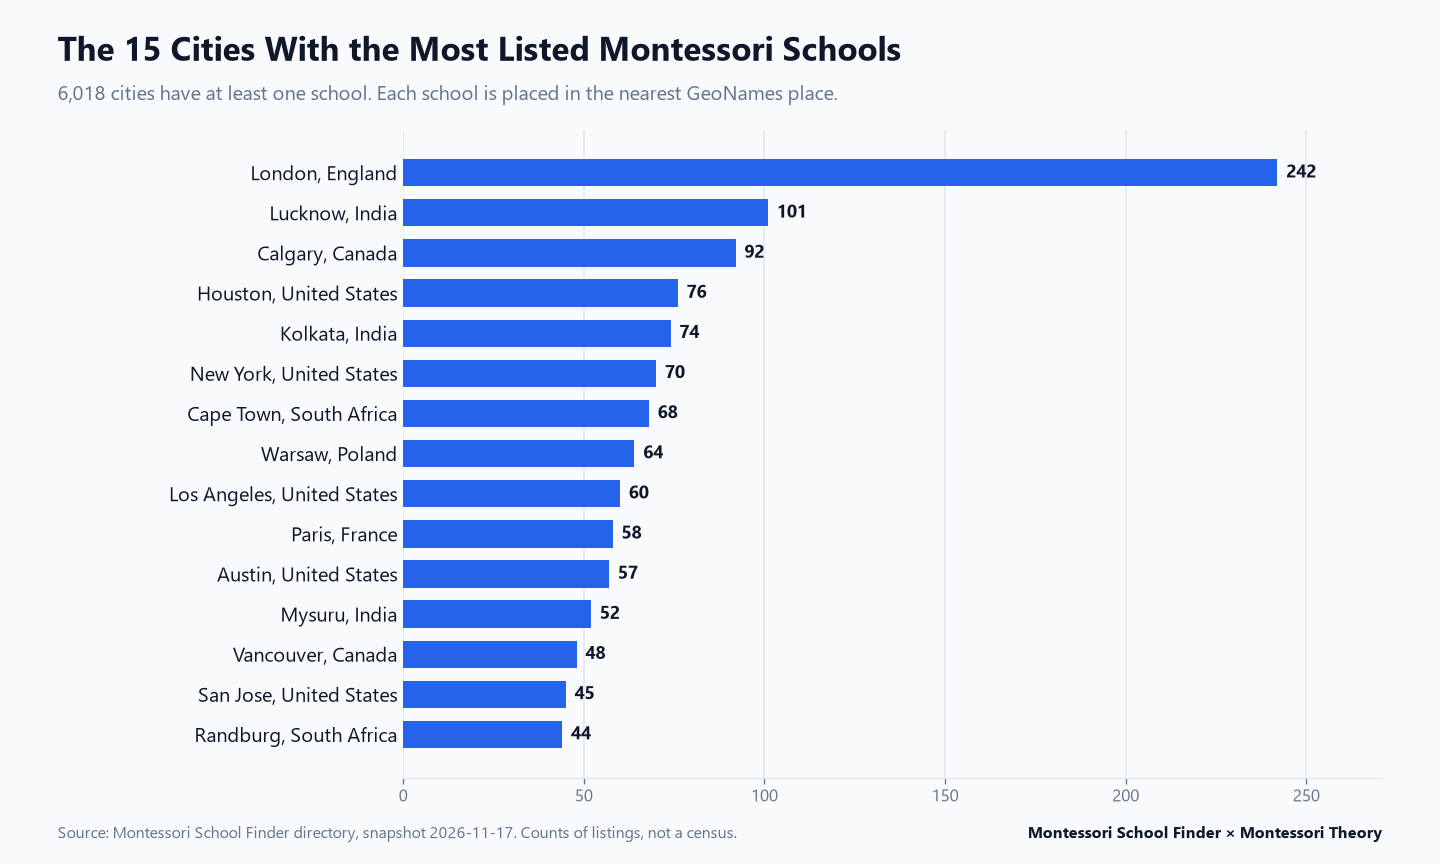 The 15 Cities With the Most Listed Montessori Schools
6,018 cities have at least one school. Each school is placed in the nearest GeoNames place.
London, England 242
Lucknow, India 101
Calgary, Canada 92
Houston, United States 76
Kolkata, India 74
New York, United States 70
Cape Town, South Africa 68
Warsaw, Poland 64
Los Angeles, United States 60
Paris, France 58
Austin, United States 57
Mysuru, India 52
Vancouver, Canada 48
San Jose, United States 45
Randburg, South Africa 44
0 50 100 150 200 250
Source: Montessori School Finder directory, snapshot 2026-11-17. Counts of listings, not a census.
Montessori School Finder × Montessori Theory